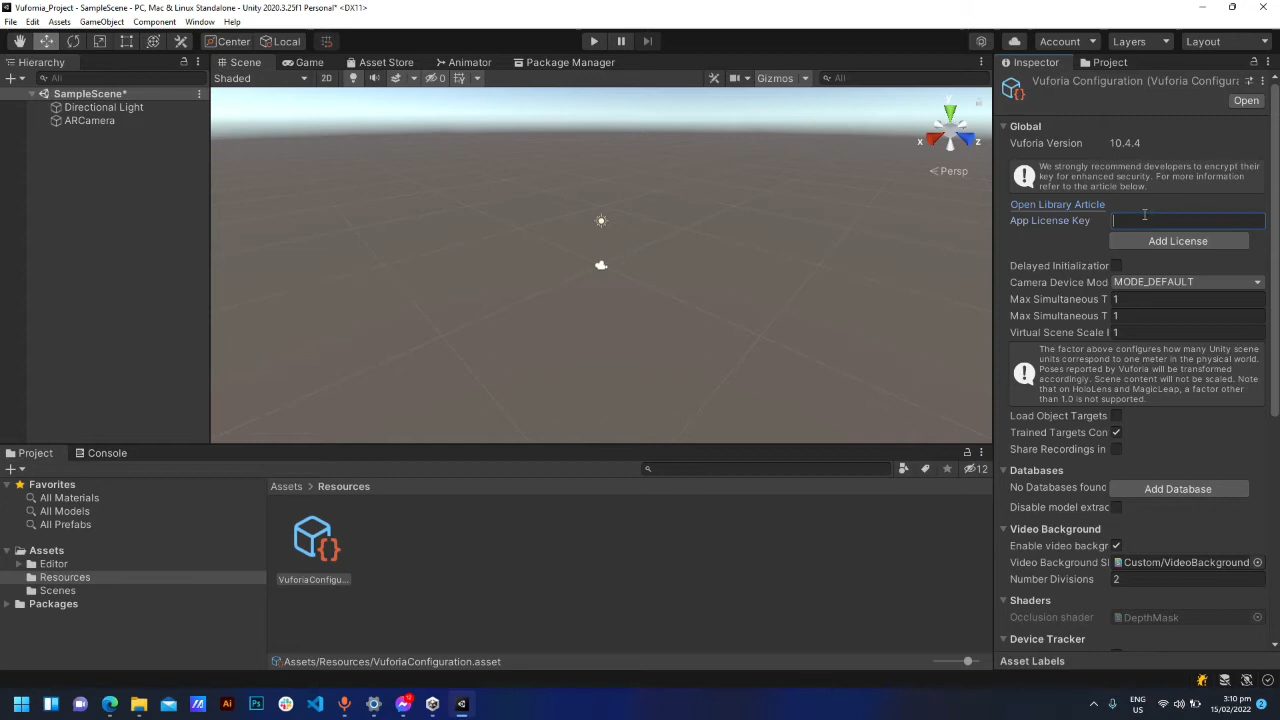 Vufornia_Project - SampleScene - PC, Mac & Linux Standalone - Unity 2020.3.25f1 Personal* <DX11>
File Edit Assets GameObject Component Window Help
Center Local Account Layers Layout
Hierarchy Scene Game Asset Store Animator Package Manager Inspector Project
All Shaded 2D 0 Gizmos All
SampleScene*
Directional Light
ARCamera
y
x z
Persp
Vuforia Configuration (Vuforia Configura
Open
Global
Vuforia Version 10.4.4
We strongly recommend developers to encrypt their
key for enhanced security. For more information
refer to the article below.
Open Library Article
App License Key
Add License
Delayed Initialization
Camera Device Mod MODE_DEFAULT
Max Simultaneous T 1
Max Simultaneous T 1
Virtual Scene Scale 1
The factor above configures how many Unity scene
units correspond to one meter in the physical world.
Poses reported by Vuforia will be transformed
accordingly. Scene content will not be scaled. Note
that on HoloLens and MagicLeap, a factor other
than 1.0 is not supported.
Load Object Targets
Trained Targets Con
Share Recordings in
Databases
No Databases found Add Database
Disable model extrac
Video Background
Enable video backgr
Video Background S Custom/VideoBackground
Number Divisions 2
Shaders
Occlusion shader DepthMask
Device Tracker
Asset Labels
Project Console
12
Favorites
All Materials
All Models
All Prefabs
Assets
Editor
Resources
Scenes
Packages
Assets > Resources
VuforiaConfigu...
Assets/Resources/VuforiaConfiguration.asset
ENG
US
3:10 pm
15/02/2022
2